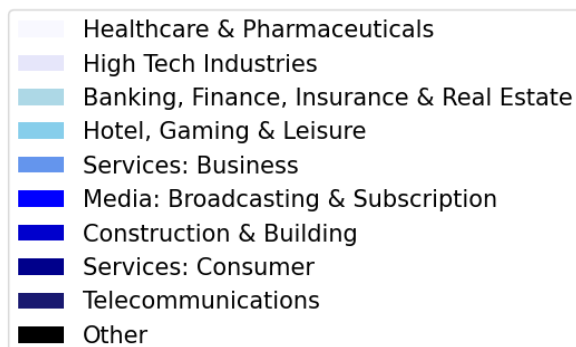 Healthcare & Pharmaceuticals
High Tech Industries
Banking, Finance, Insurance & Real Estate
Hotel, Gaming & Leisure
Services: Business
Media: Broadcasting & Subscription
Construction & Building
Services: Consumer
Telecommunications
Other